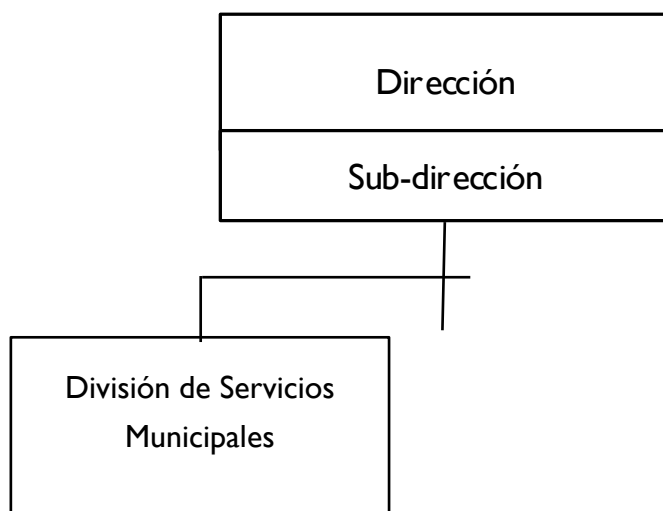 Dirección
Sub-dirección
División de Servicios
Municipales